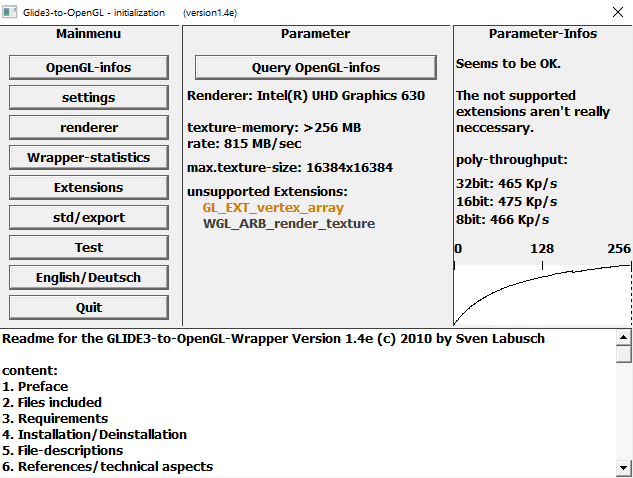 Glide3-to-OpenGL - initialization (version1.4e)
Mainmenu
OpenGL-infos
settings
renderer
Wrapper-statistics
Extensions
std/export
Test
English/Deutsch
Quit
Parameter
Query OpenGL-infos
Renderer: Intel(R) UHD Graphics 630
texture-memory: >256 MB
rate: 815 MB/sec
max.texture-size: 16384x16384
unsupported Extensions:
GL_EXT_vertex_array
WGL_ARB_render_texture
Parameter-Infos
Seems to be OK.
The not supported
extensions aren't really
neccessary.
poly-throughput:
32bit: 465 Kp/s
16bit: 475 Kp/s
8bit: 466 Kp/s
0 128 256
Readme for the GLIDE3-to-OpenGL-Wrapper Version 1.4e (c) 2010 by Sven Labusch
content:
1. Preface
2. Files included
3. Requirements
4. Installation/Deinstallation
5. File-descriptions
6. References/technical aspects